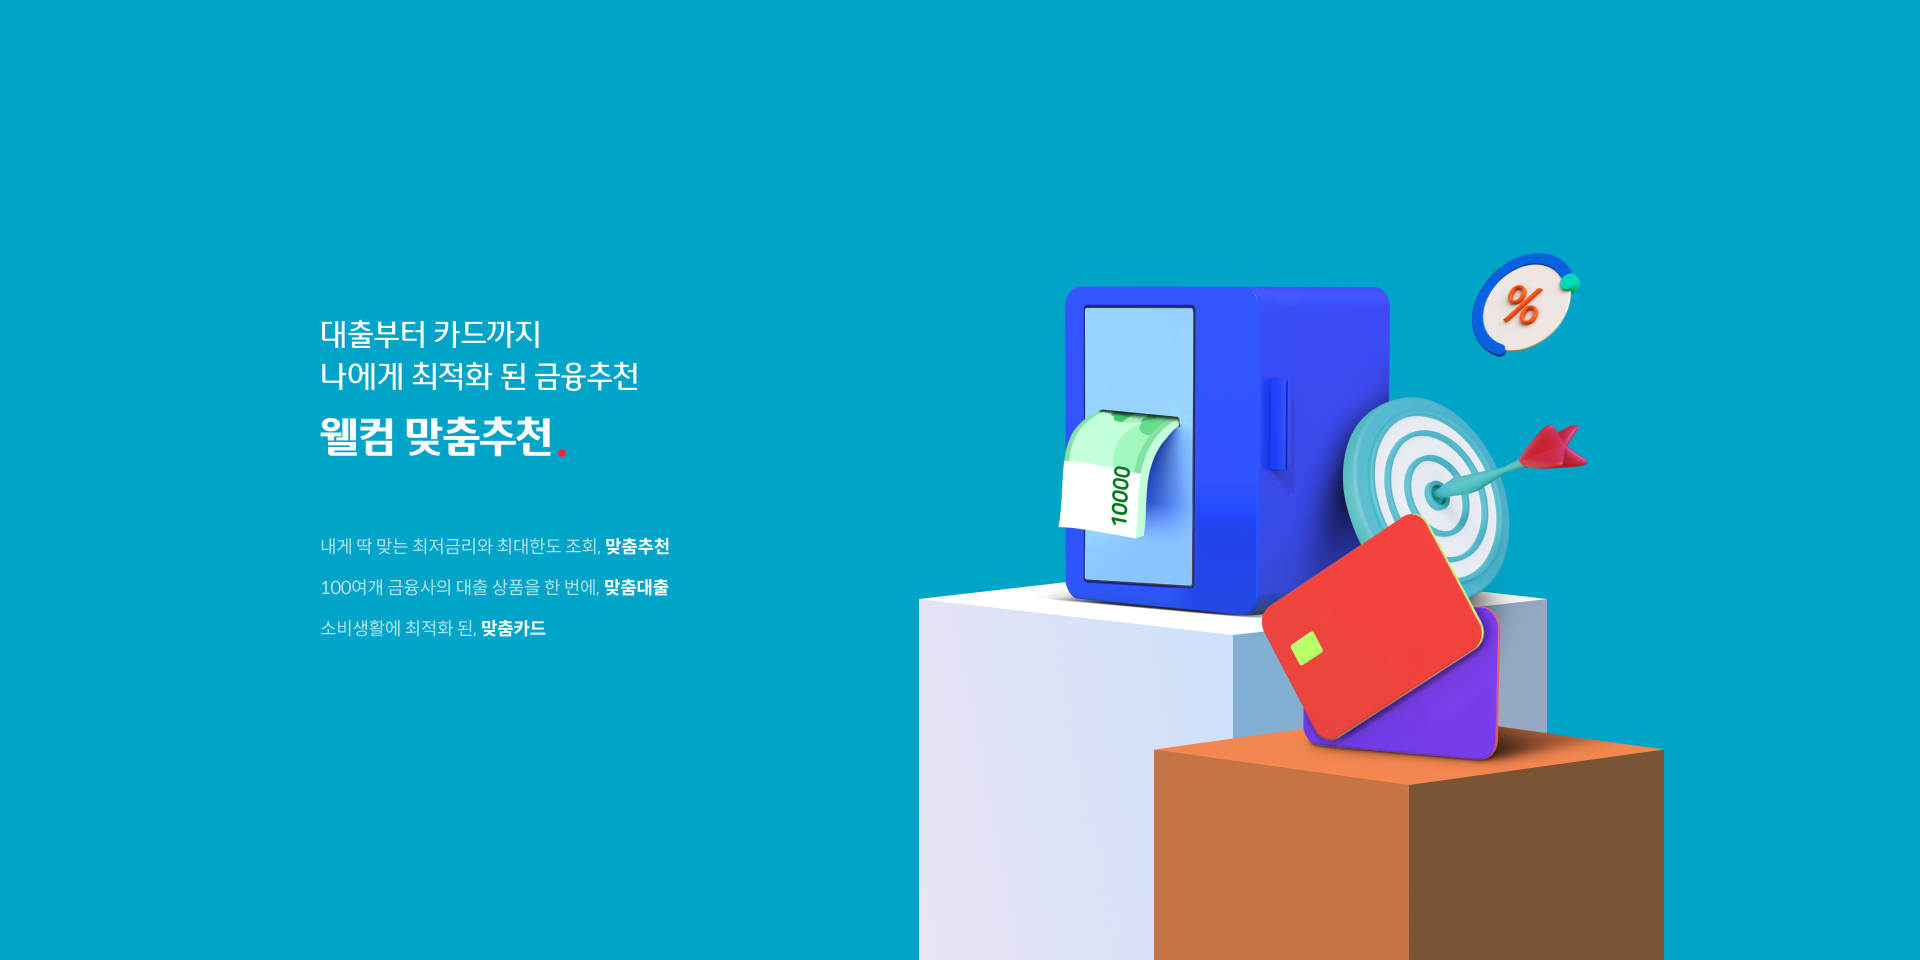 대출부터 카드까지
나에게 최적화 된 금융추천
웰컴 맞춤추천.
내게 딱 맞는 최저금리와 최대한도 조회, 맞춤추천
100여개 금융사의 대출 상품을 한 번에, 맞춤대출
소비생활에 최적화 된, 맞춤카드
%
10000